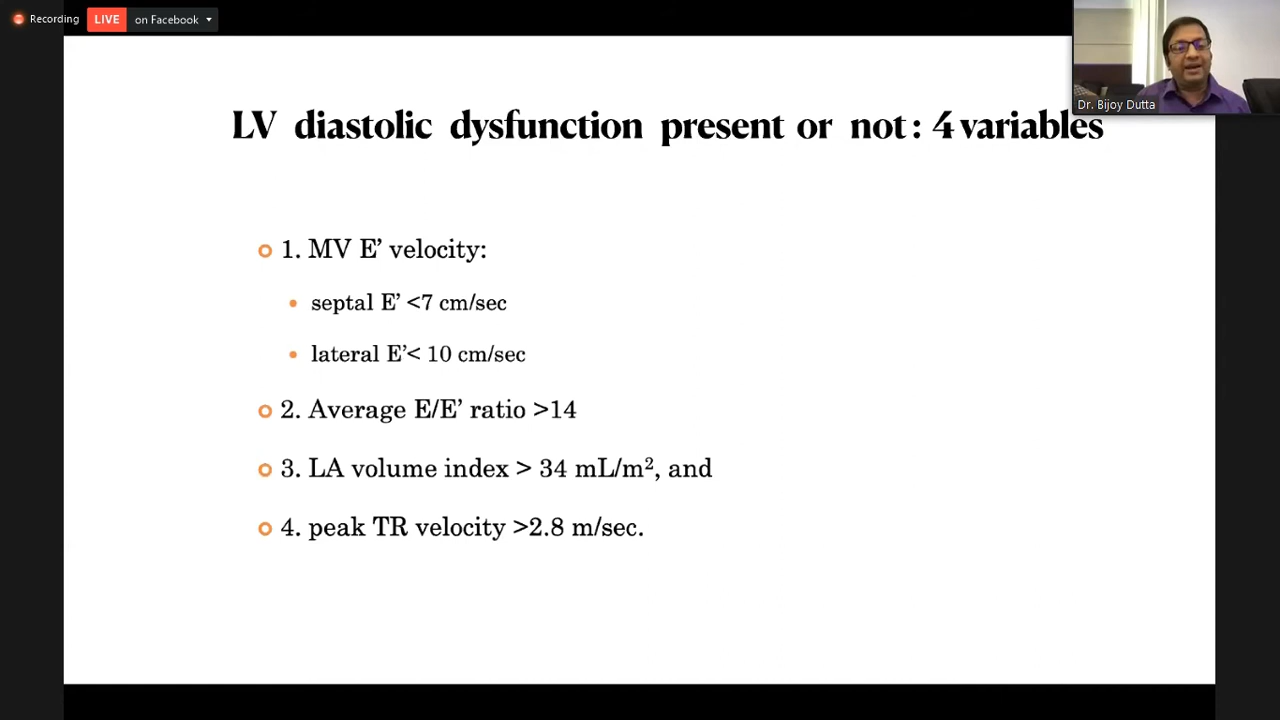 Recording
LIVE on Facebook
Dr. Bijoy Dutta
LV diastolic dysfunction present or not: 4 variables
1. MV E’ velocity:
septal E’ <7 cm/sec
lateral E’< 10 cm/sec
2. Average E/E’ ratio >14
3. LA volume index > 34 mL/m², and
4. peak TR velocity >2.8 m/sec.